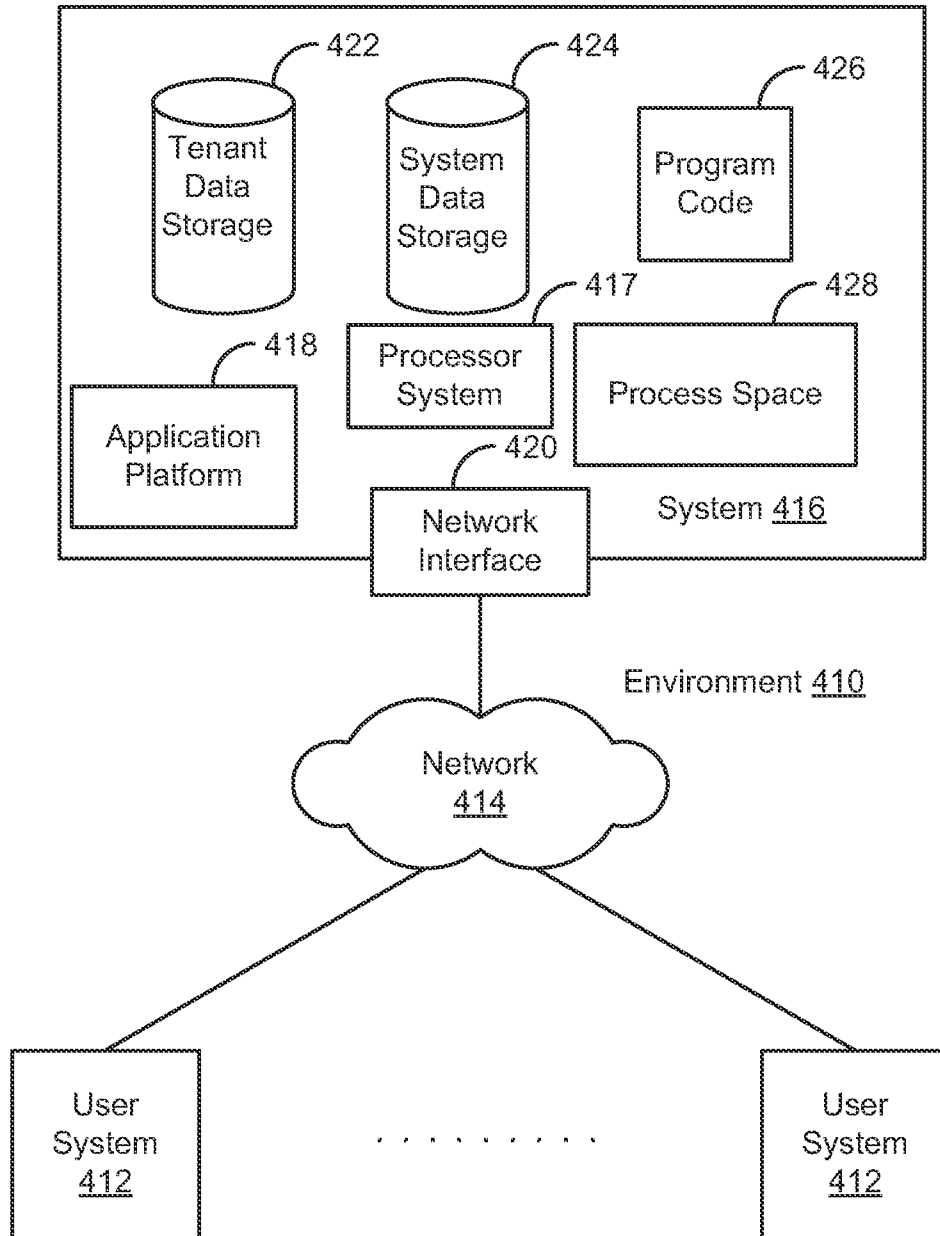 422
424
426
Tenant
Data
Storage
System
Data
Storage
Program
Code
417
428
418
Processor
System
Process Space
Application
Platform
420
System 416
Network
Interface
Environment 410
Network
414
User
System
412
. . . . . . . . .
User
System
412